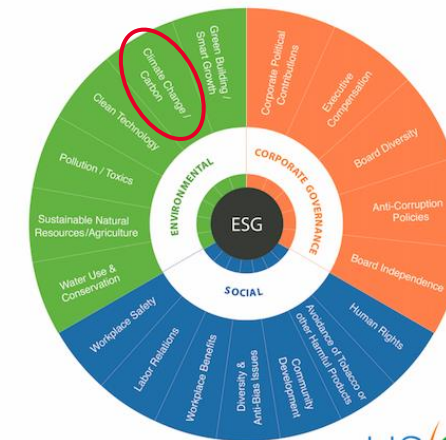 Green Building /
Smart Growth
Climate Change /
Carbon
Clean Technology
Pollution / Toxics
Sustainable Natural
Resources/Agriculture
Water Use &
Conservation
Corporate Political
Contributions
Executive
Compensation
Board Diversity
Anti-Corruption
Policies
Board Independence
ENVIRONMENTAL
CORPORATE GOVERNANCE
ESG
SOCIAL
Workplace Safety
Labor Relations
Workplace Benefits
Diversity &
Anti-Bias Issues
Community
Development
Avoidance of Tobacco or
other Harmful Products
Human Rights